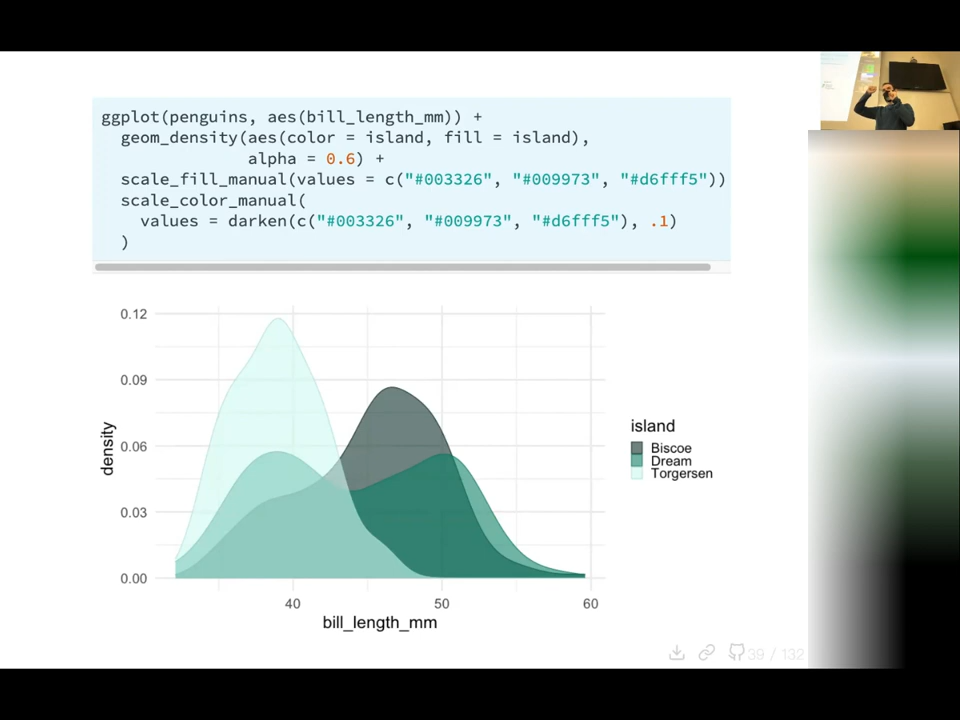 ggplot(penguins, aes(bill_length_mm)) +
geom_density(aes(color = island, fill = island),
alpha = 0.6) +
scale_fill_manual(values = c("#003326", "#009973", "#d6fff5"))
scale_color_manual(
values = darken(c("#003326", "#009973", "#d6fff5"), .1)
)
0.12
0.09
0.06
0.03
0.00
density
40
50
60
bill_length_mm
island
Biscoe
Dream
Torgersen
39 / 132